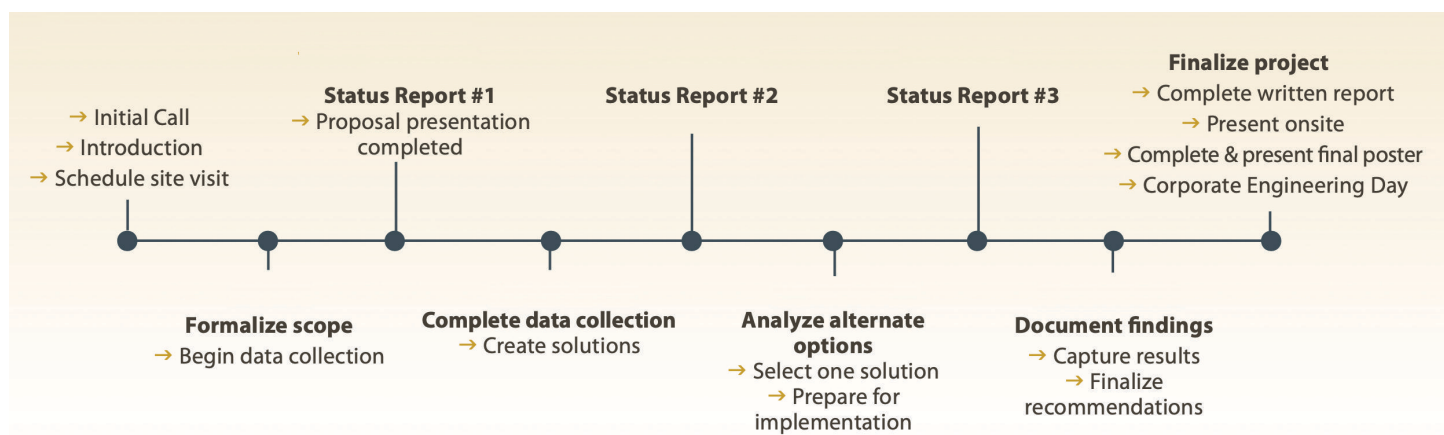 → Initial Call
→ Introduction
→ Schedule site visit
Formalize scope
→ Begin data collection
Status Report #1
→ Proposal presentation
completed
Complete data collection
→ Create solutions
Status Report #2
Analyze alternate
options
→ Select one solution
→ Prepare for
implementation
Status Report #3
Document findings
→ Capture results
→ Finalize
recommendations
Finalize project
→ Complete written report
→ Present onsite
→ Complete & present final poster
→ Corporate Engineering Day